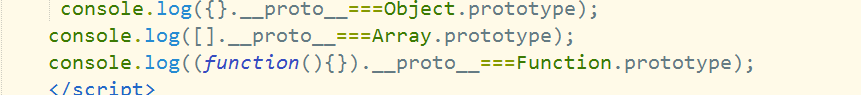 console.log({}.__proto__===Object.prototype);
console.log([].__proto__===Array.prototype);
console.log((function(){}).__proto__===Function.prototype);
</script>